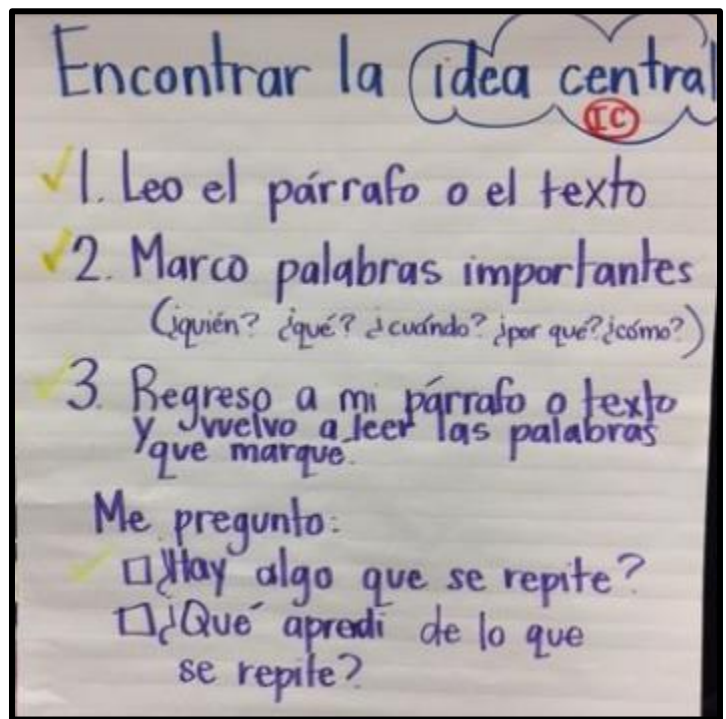 Encontrar la idea central
IC
1. Leo el párrafo o el texto
2. Marco palabras importantes
(¿quién? ¿qué? ¿cuándo? ¿por qué? ¿cómo?)
3. Regreso a mi párrafo o texto
y vuelvo a leer las palabras
que marque.
Me pregunto:
¿Hay algo que se repite?
¿Qué apredi de lo que
se repite?